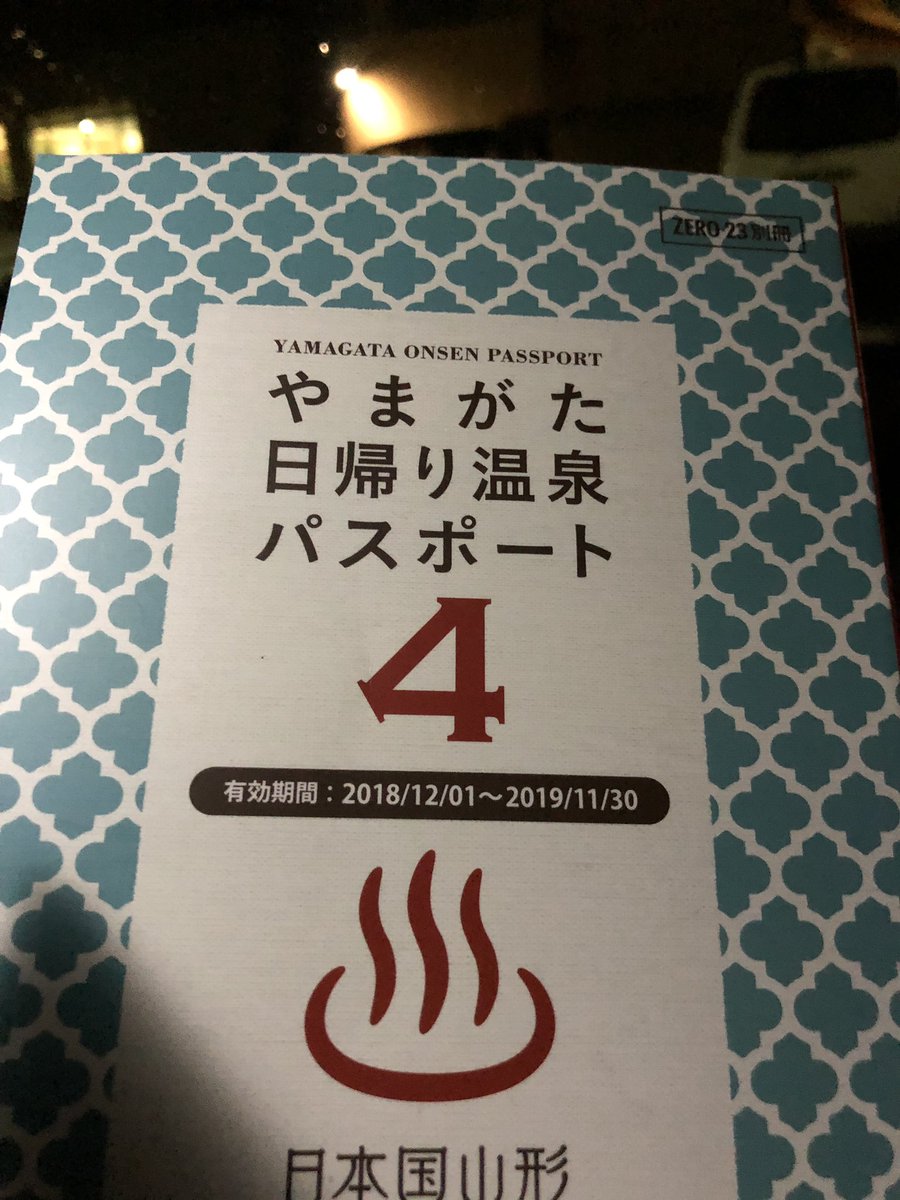 ZERO-23 別冊
YAMAGATA ONSEN PASSPORT
やまがた
日帰り温泉
パスポート
4
有効期間：2018/12/01～2019/11/30
日本国山形